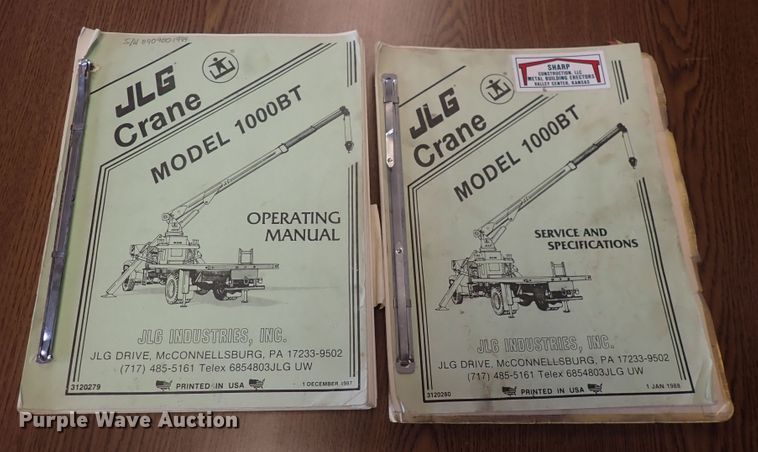 JLG
Crane
MODEL 1000BT
OPERATING
MANUAL
JLG INDUSTRIES, INC.
JLG DRIVE, McCONNELLSBURG, PA 17233-9502
(717) 485-5161 Telex 6854803JLG UW
3120279
PRINTED IN USA
1 DECEMBER, 1987
SHARP
CONSTRUCTION, LLC
METAL BUILDING ERECTORS
VALLEY CENTER, KANSAS
JLG
Crane
MODEL 1000BT
SERVICE AND
SPECIFICATIONS
JLG INDUSTRIES, INC.
JLG DRIVE, McCONNELLSBURG, PA 17233-9502
(717) 485-5161 Telex 6854803JLG UW
3120280
PRINTED IN USA
1 JAN 1988
Purple Wave Auction